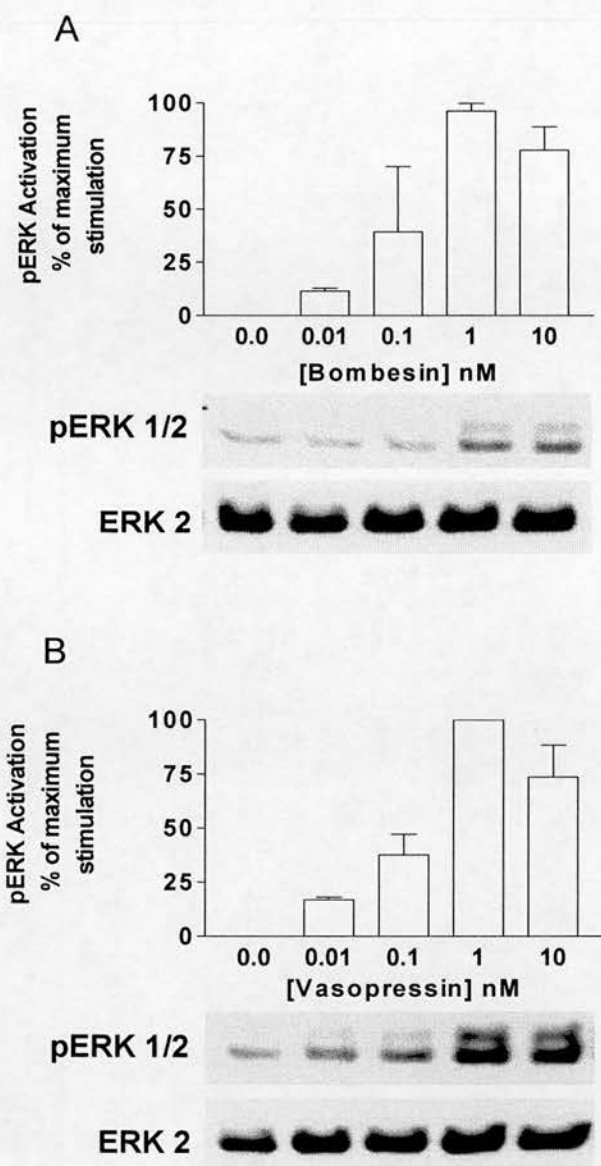 A
pERK Activation
% of maximum
stimulation
100
75
50
25
0
0.0 0.01 0.1 1 10
[Bombesin] nM
pERK 1/2
ERK 2
B
pERK Activation
% of maximum
stimulation
100
75
50
25
0
0.0 0.01 0.1 1 10
[Vasopressin] nM
pERK 1/2
ERK 2